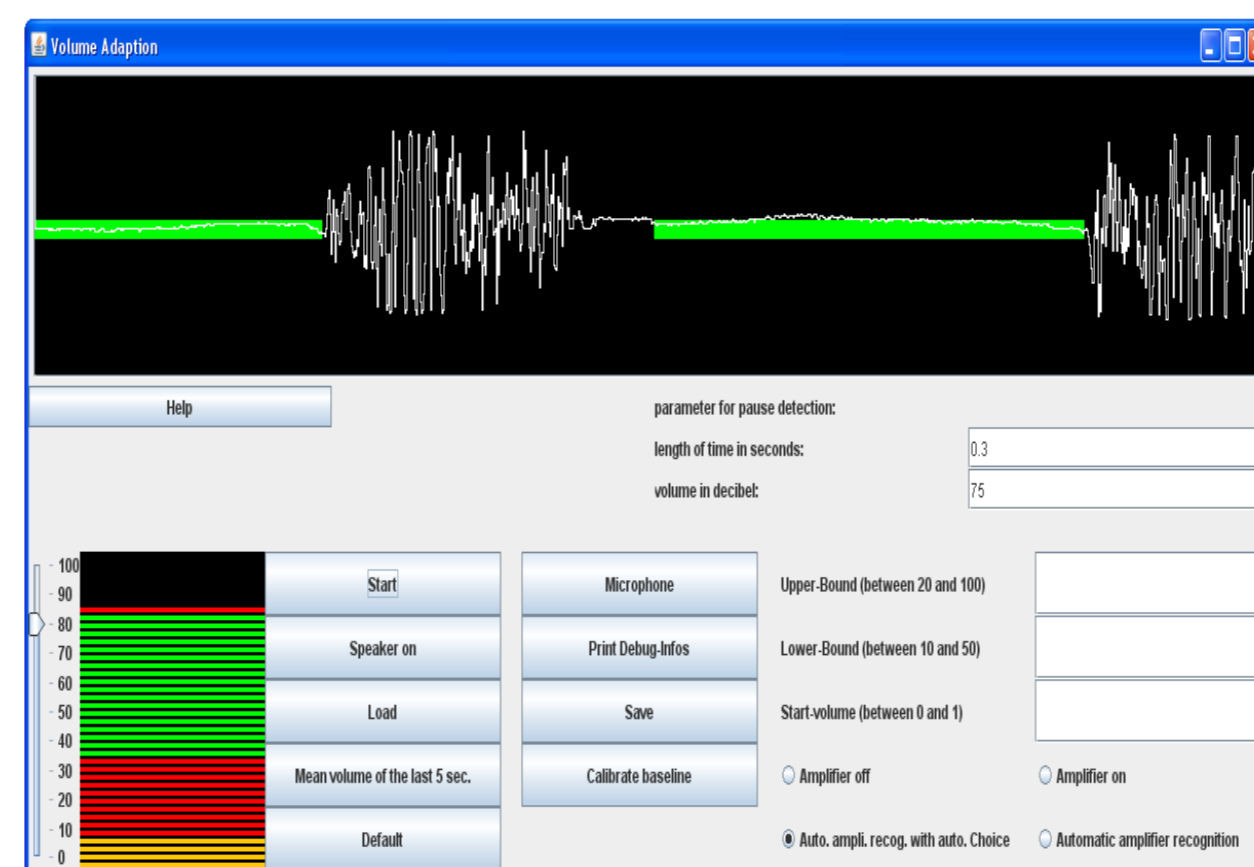 Volume Adaption
Help
parameter for pause detection:
length of time in seconds: 0.3
volume in decibel: 75
100
90
80
70
60
50
40
30
20
10
0
Start
Microphone
Upper-Bound (between 20 and 100)
Speaker on
Print Debug-Infos
Lower-Bound (between 10 and 50)
Load
Save
Start-volume (between 0 and 1)
Mean volume of the last 5 sec.
Calibrate baseline
Amplifier off
Amplifier on
Default
Auto. ampli. recog. with auto. Choice
Automatic amplifier recognition